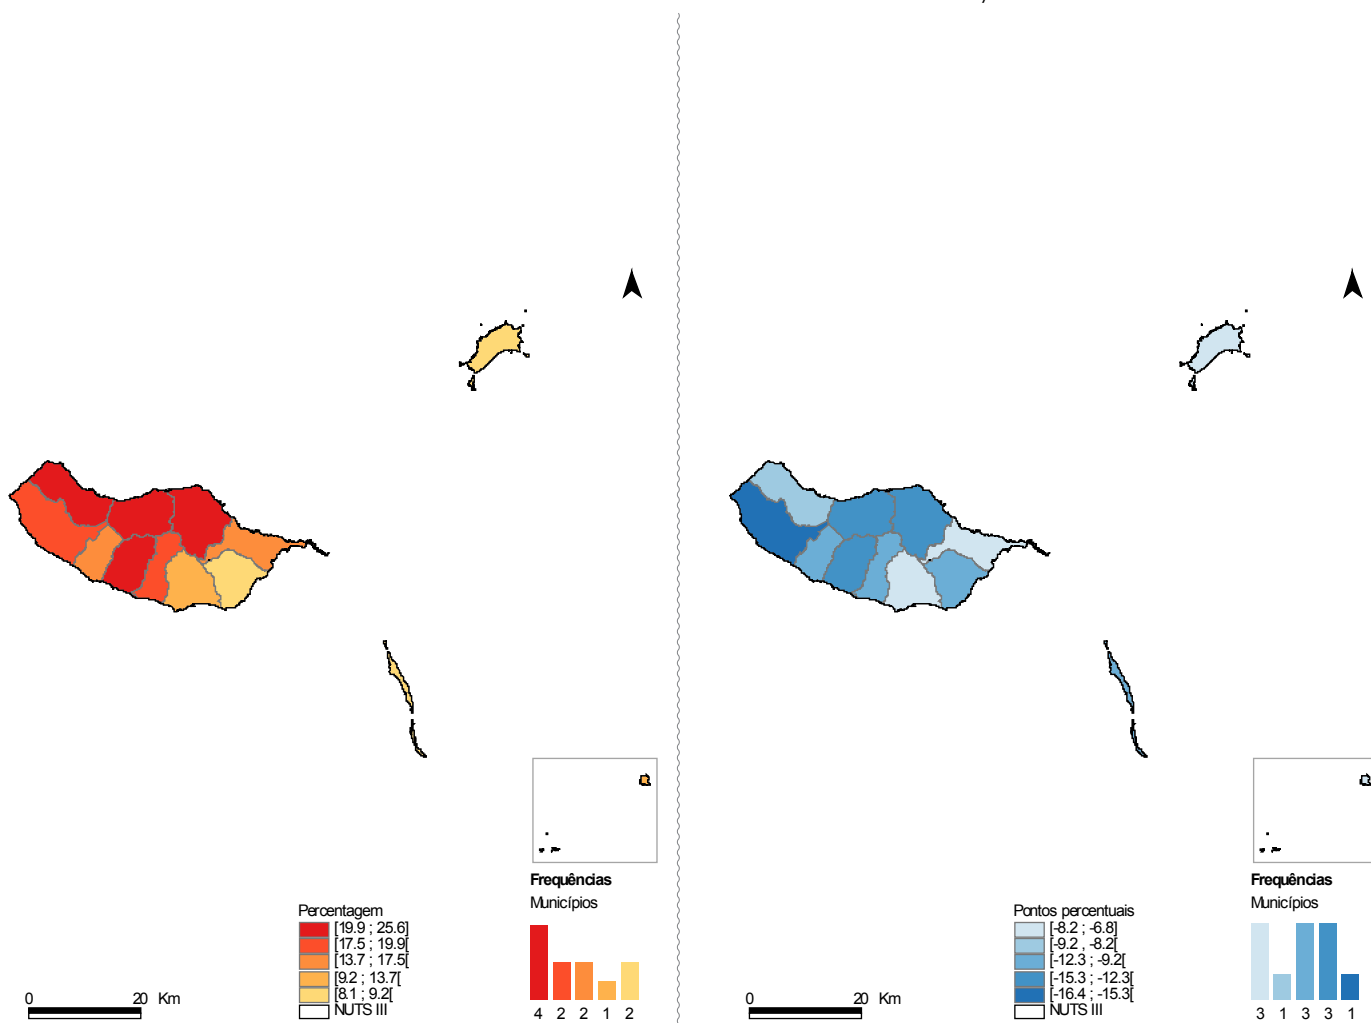 Frequências
Municípios
Percentagem
[19.9 ; 25.6]
[17.5 ; 19.9[
[13.7 ; 17.5[
[9.2 ; 13.7[
[8.1 ; 9.2[
NUTS III
0 20 Km
4 2 2 1 2
Frequências
Municípios
Pontos percentuais
[-8.2 ; -6.8]
[-9.2 ; -8.2[
[-12.3 ; -9.2[
[-15.3 ; -12.3[
[-16.4 ; -15.3[
NUTS III
0 20 Km
3 1 3 3 1